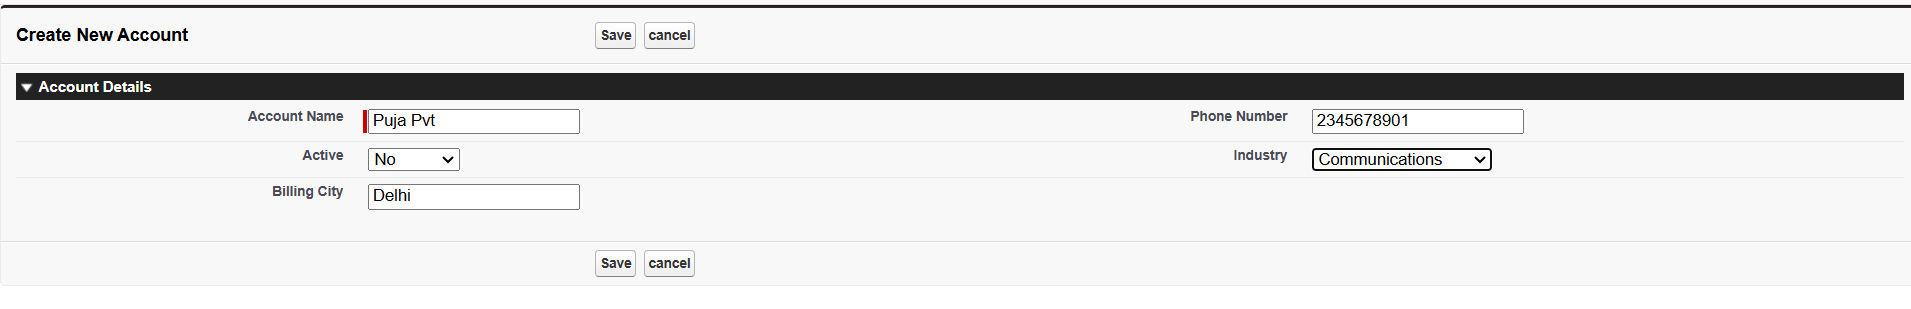 Create New Account Save cancel
Account Details
Account Name Puja Pvt Phone Number 2345678901
Active No Industry Communications
Billing City Delhi
Save cancel